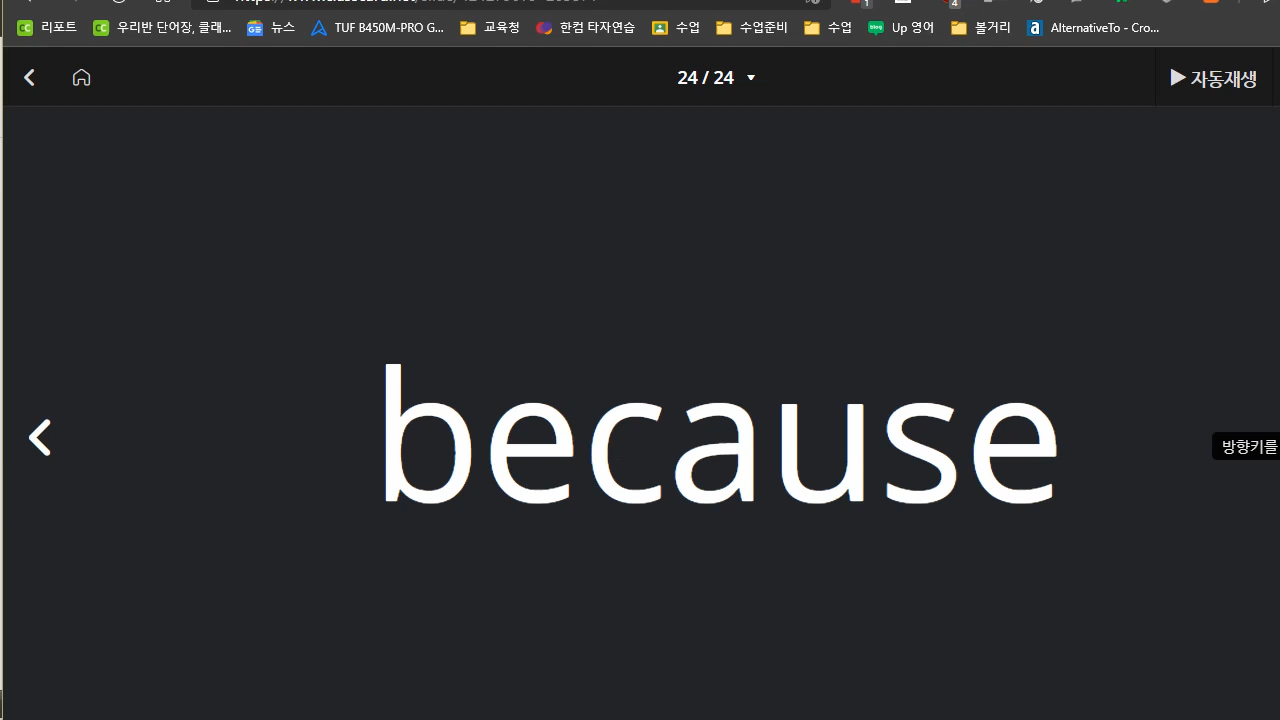 1 4
리포트 우리반 단어장, 클래... 뉴스 TUF B450M-PRO G... 교육청 한컴 타자연습 수업 수업준비 수업 Up 영어 볼거리 AlternativeTo - Cro...
24 / 24 자동재생
because
방향키를